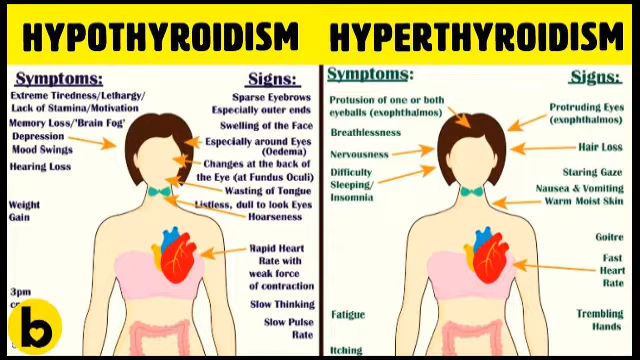 HYPOTHYROIDISM
Symptoms:
Extreme Tiredness/Lethargy/
Lack of Stamina/Motivation
Memory Loss/'Brain Fog'
Depression
Mood Swings
Hearing Loss
Weight
Gain
3pm
b
Signs:
Sparse Eyebrows
Especially outer ends
Swelling of the Face
Especially around Eyes
(Oedema)
Changes at the back of
the Eye (at Fundus Oculi)
Wasting of Tongue
Listless, dull to look Eyes
Hoarseness
Rapid Heart
Rate with
weak force
of contraction
Slow Thinking
Slow Pulse
Rate
HYPERTHYROIDISM
Symptoms:
Protusion of one or both
eyeballs (exophthalmos)
Breathlessness
Nervousness
Difficulty
Sleeping/
Insomnia
Fatigue
Itching
Signs:
Protruding Eyes
(exophthalmos)
Hair Loss
Staring Gaze
Nausea & Vomiting
Warm Moist Skin
Goitre
Fast
Heart
Rate
Trembling
Hands